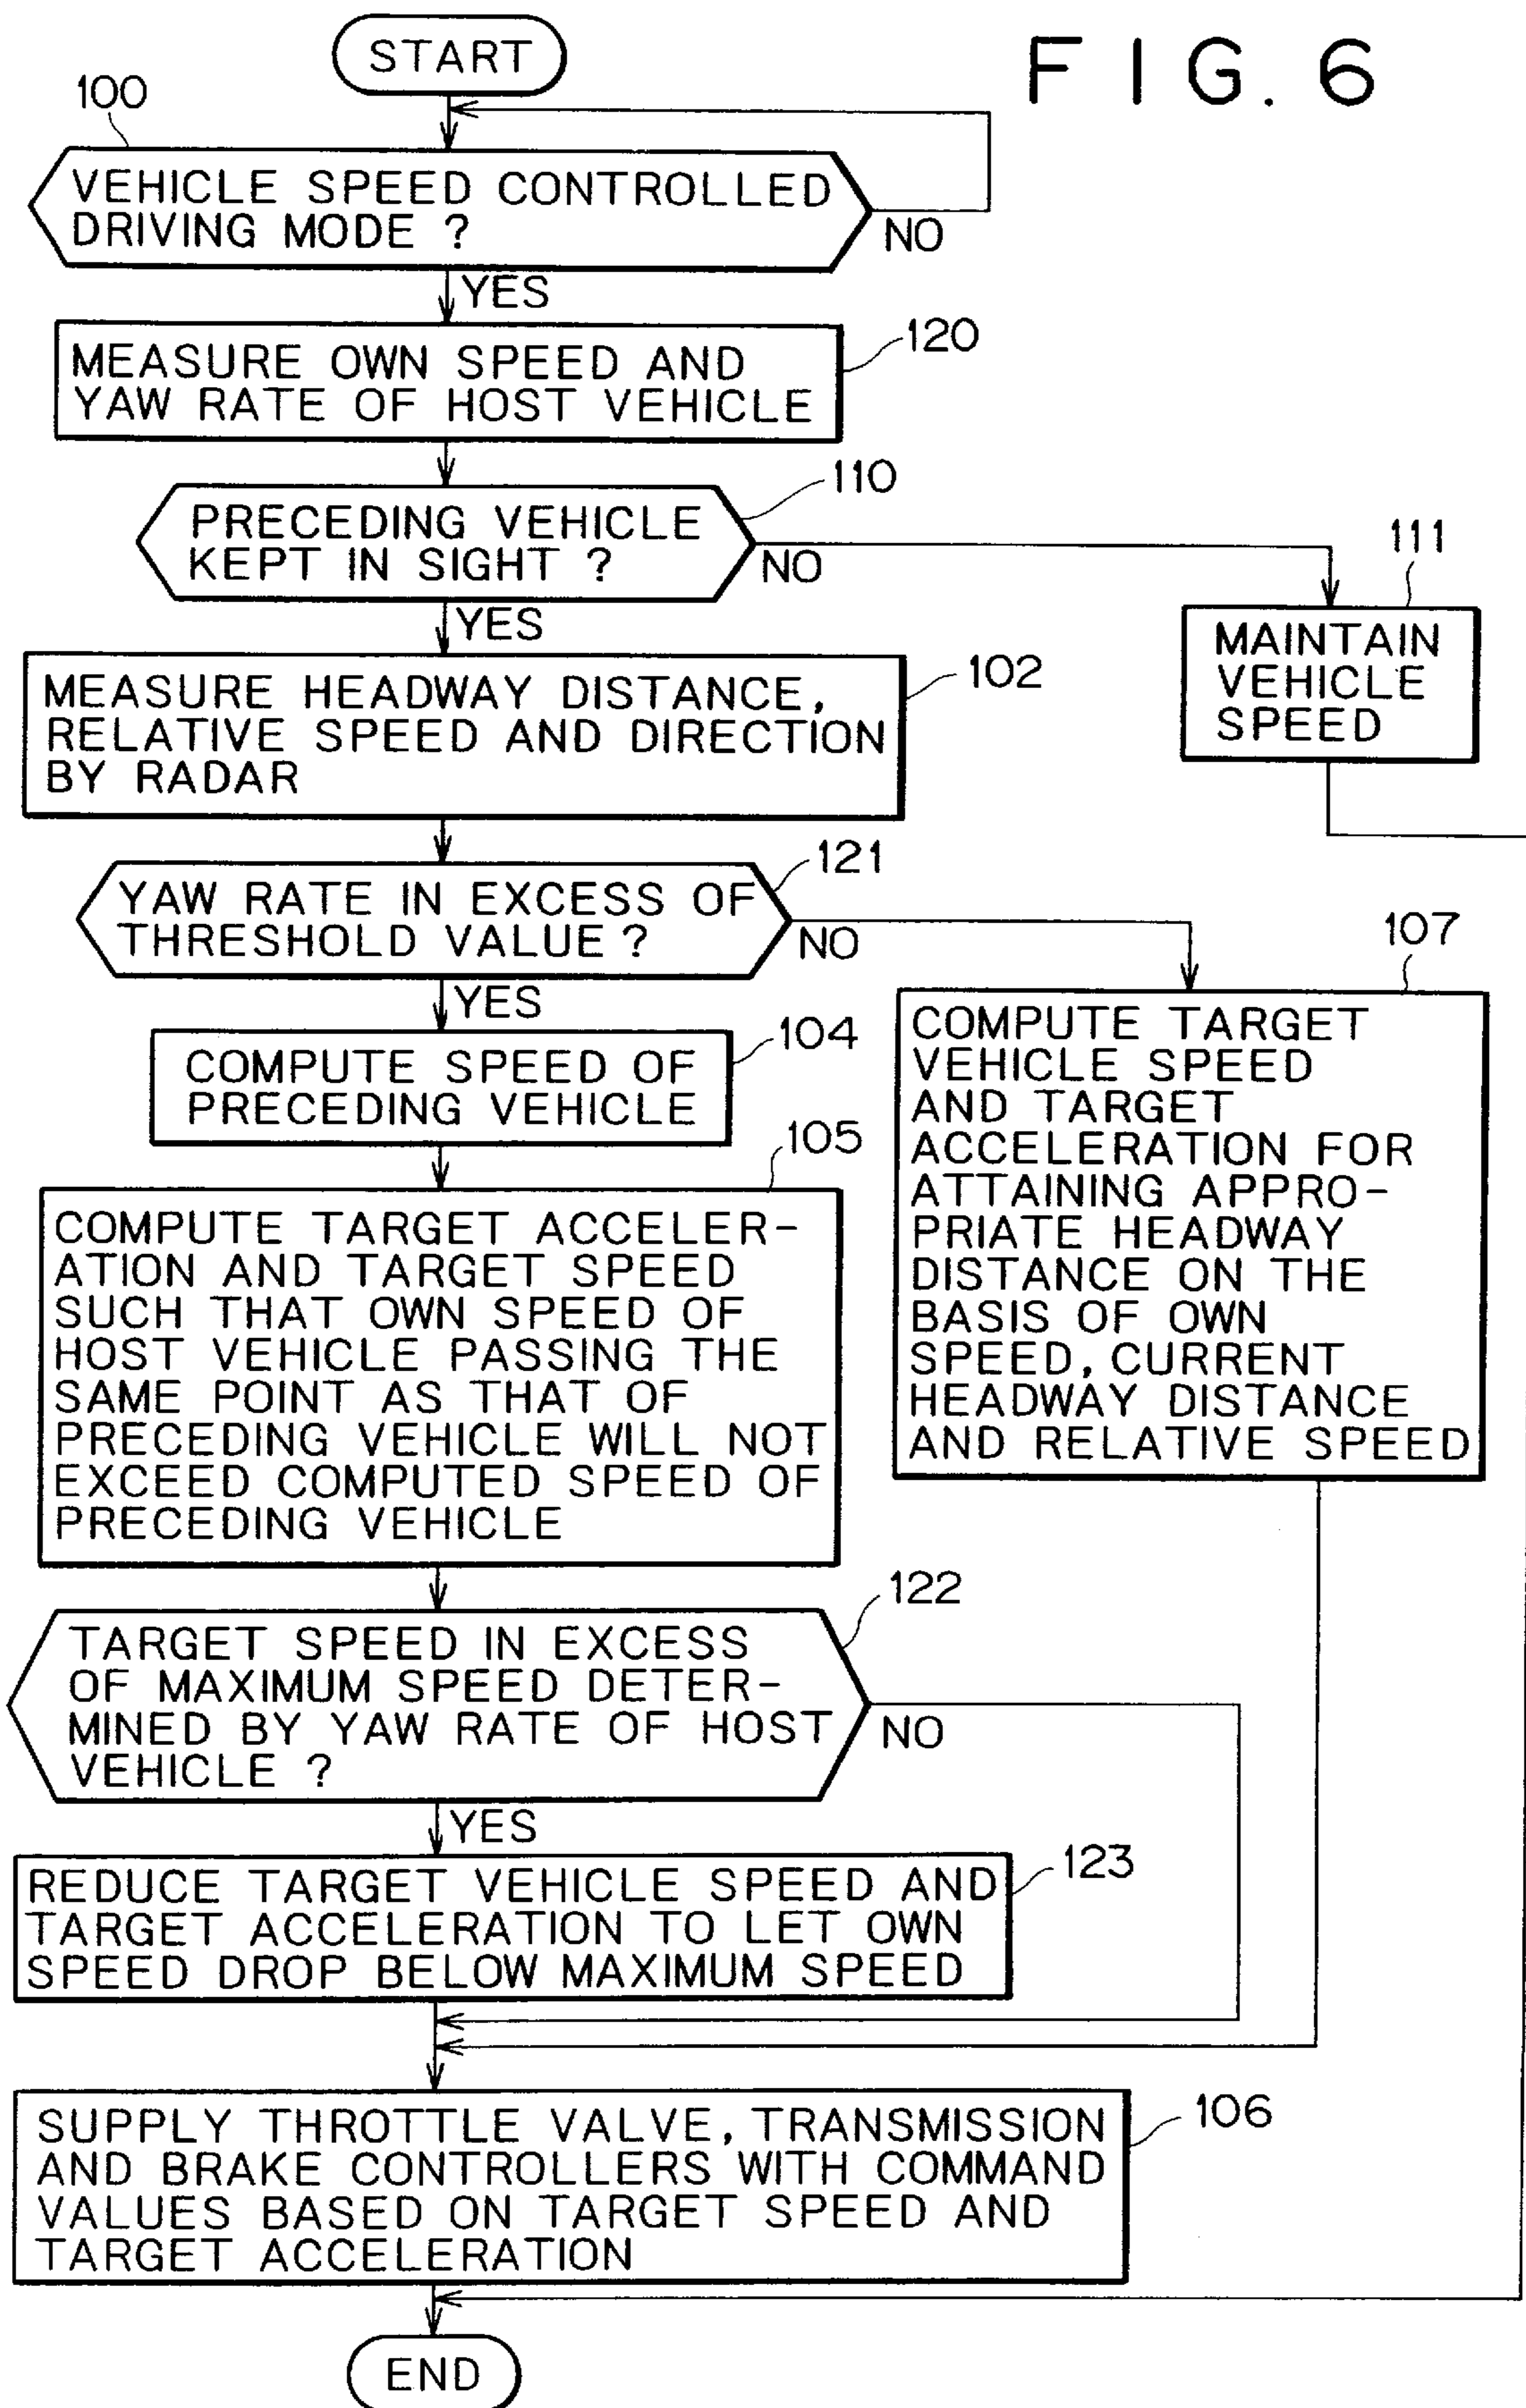 START
FIG. 6
100
VEHICLE SPEED CONTROLLED
DRIVING MODE ?
NO
YES
120
MEASURE OWN SPEED AND
YAW RATE OF HOST VEHICLE
110
PRECEDING VEHICLE
KEPT IN SIGHT ?
NO
YES
111
MAINTAIN
VEHICLE
SPEED
102
MEASURE HEADWAY DISTANCE,
RELATIVE SPEED AND DIRECTION
BY RADAR
121
YAW RATE IN EXCESS OF
THRESHOLD VALUE ?
NO
YES
107
COMPUTE TARGET
VEHICLE SPEED
AND TARGET
ACCELERATION FOR
ATTAINING APPRO-
PRIATE HEADWAY
DISTANCE ON THE
BASIS OF OWN
SPEED, CURRENT
HEADWAY DISTANCE
AND RELATIVE SPEED
104
COMPUTE SPEED OF
PRECEDING VEHICLE
105
COMPUTE TARGET ACCELER-
ATION AND TARGET SPEED
SUCH THAT OWN SPEED OF
HOST VEHICLE PASSING THE
SAME POINT AS THAT OF
PRECEDING VEHICLE WILL NOT
EXCEED COMPUTED SPEED OF
PRECEDING VEHICLE
122
TARGET SPEED IN EXCESS
OF MAXIMUM SPEED DETER-
MINED BY YAW RATE OF HOST
VEHICLE ?
NO
YES
123
REDUCE TARGET VEHICLE SPEED AND
TARGET ACCELERATION TO LET OWN
SPEED DROP BELOW MAXIMUM SPEED
106
SUPPLY THROTTLE VALVE, TRANSMISSION
AND BRAKE CONTROLLERS WITH COMMAND
VALUES BASED ON TARGET SPEED AND
TARGET ACCELERATION
END